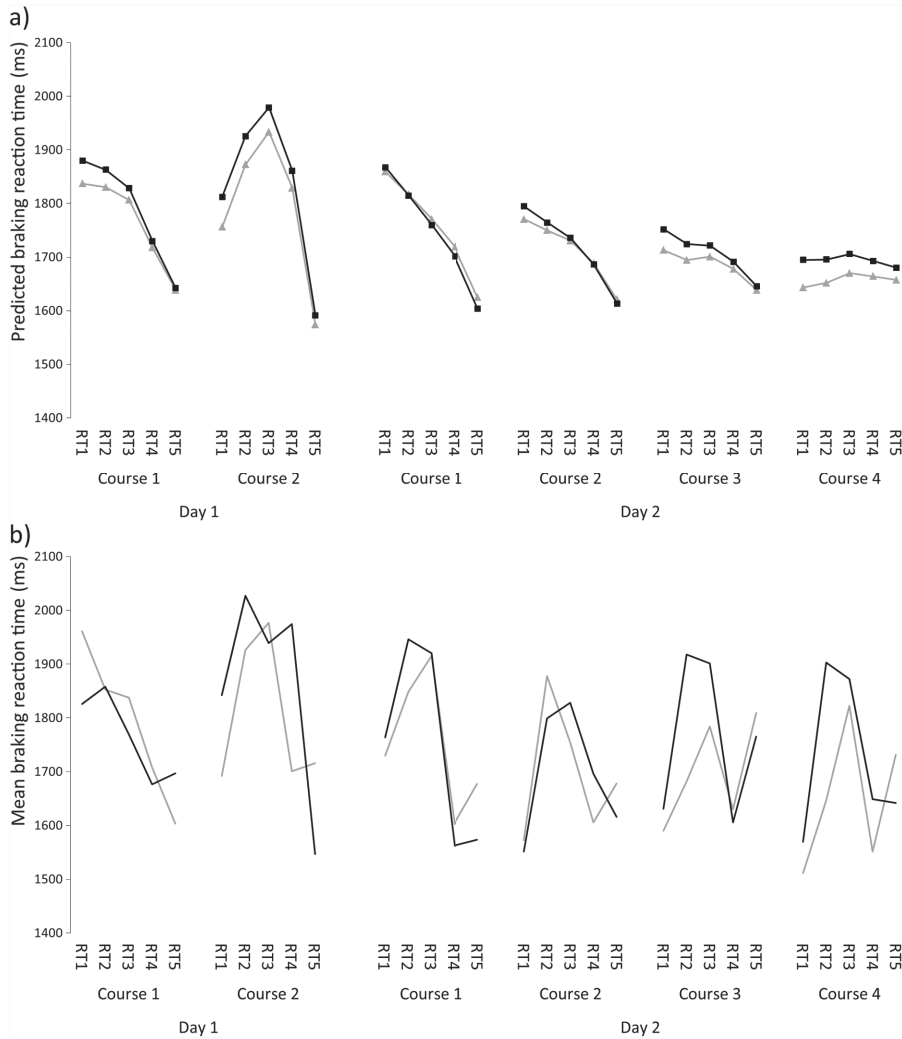 a)
Predicted braking reaction time (ms)
2100
2000
1900
1800
1700
1600
1500
1400
RT1 RT2 RT3 RT4 RT5 RT1 RT2 RT3 RT4 RT5 RT1 RT2 RT3 RT4 RT5 RT1 RT2 RT3 RT4 RT5 RT1 RT2 RT3 RT4 RT5 RT1 RT2 RT3 RT4 RT5
Course 1 Course 2 Course 1 Course 2 Course 3 Course 4
Day 1 Day 2
b)
Mean braking reaction time (ms)
2100
2000
1900
1800
1700
1600
1500
1400
RT1 RT2 RT3 RT4 RT5 RT1 RT2 RT3 RT4 RT5 RT1 RT2 RT3 RT4 RT5 RT1 RT2 RT3 RT4 RT5 RT1 RT2 RT3 RT4 RT5 RT1 RT2 RT3 RT4 RT5
Course 1 Course 2 Course 1 Course 2 Course 3 Course 4
Day 1 Day 2